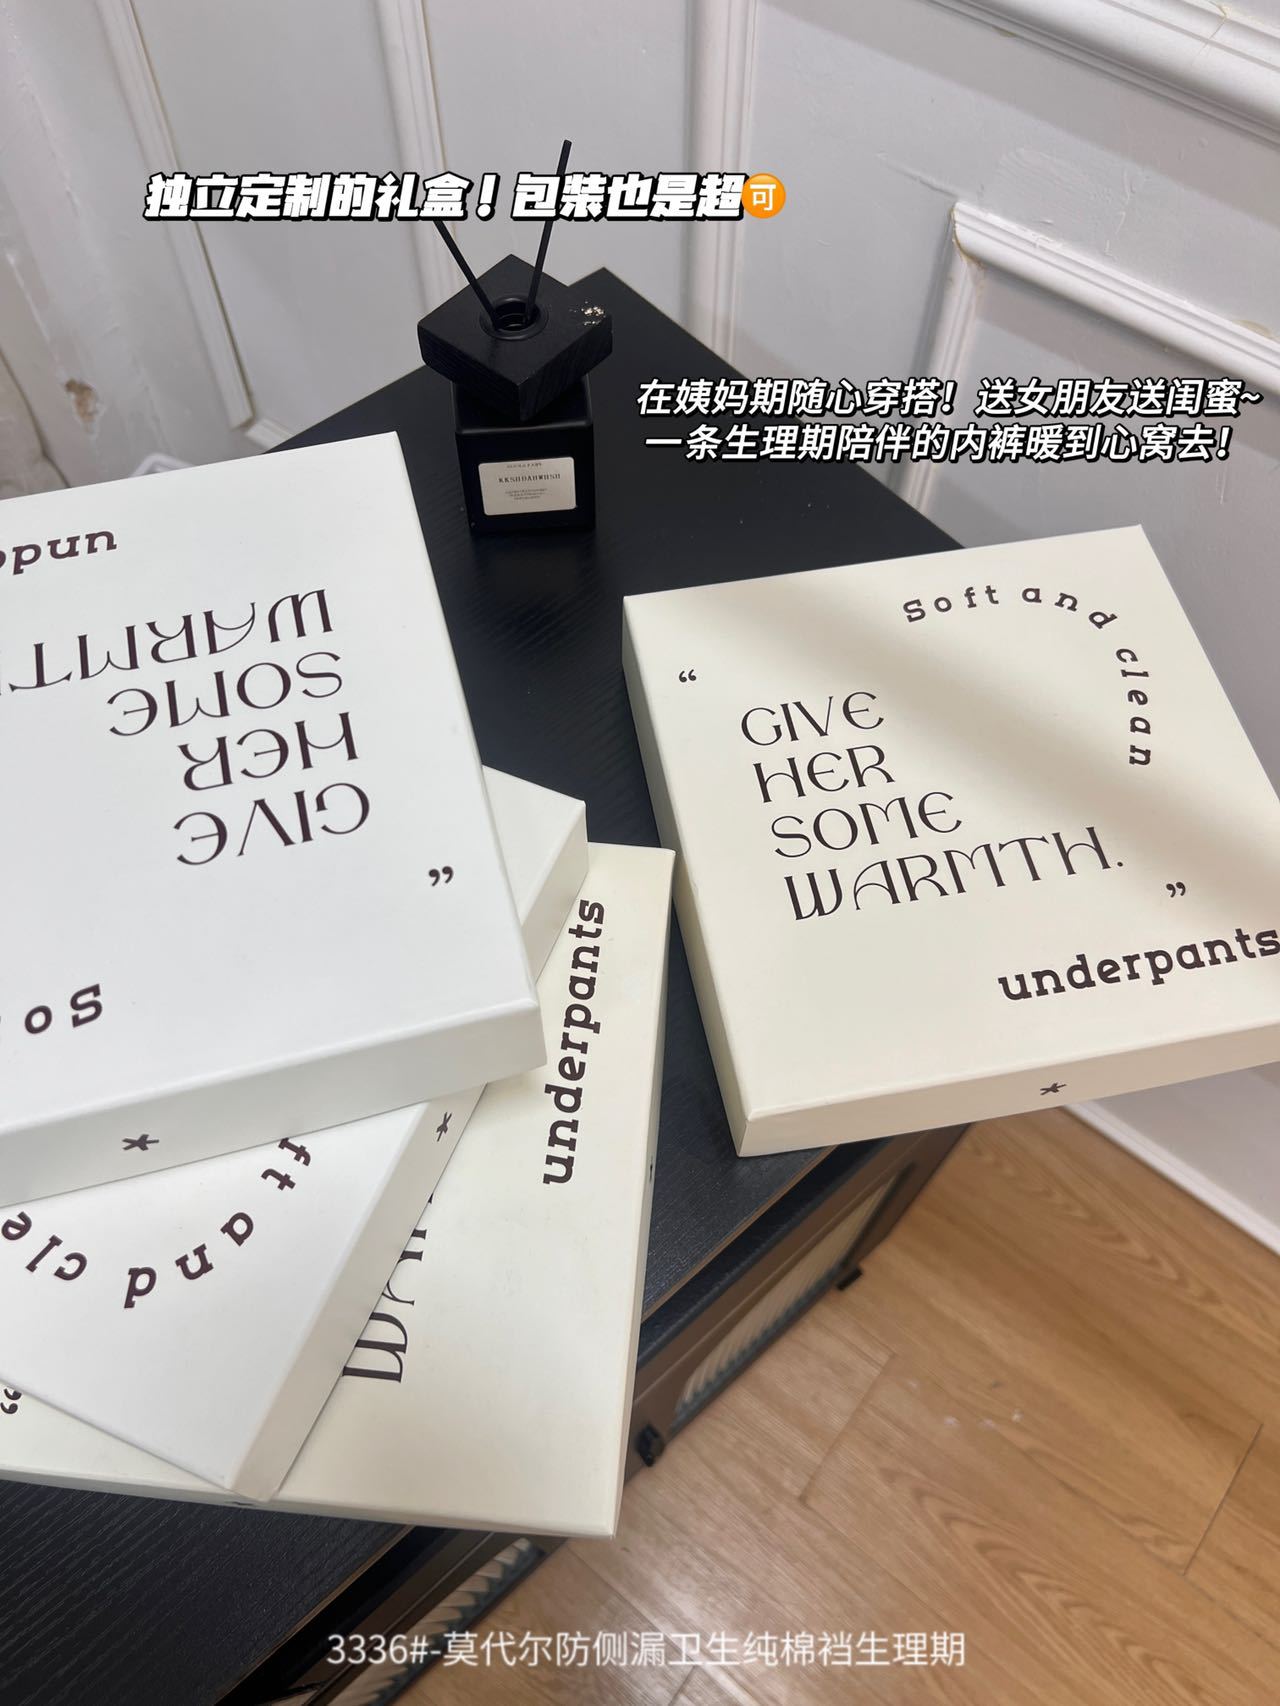 独立定制的礼盒！包装也是超🉑
在姨妈期随心穿搭！送女朋友送闺蜜~
一条生理期陪伴的内裤暖到心窝去！
KKSHDAHWHSH
Soft and clean
“
GIVE
HER
SOME
WARMTH.
”
underpants
GIVE
HER
SOME
”
underpants
3336#-莫代尔防侧漏卫生纯棉裆生理期